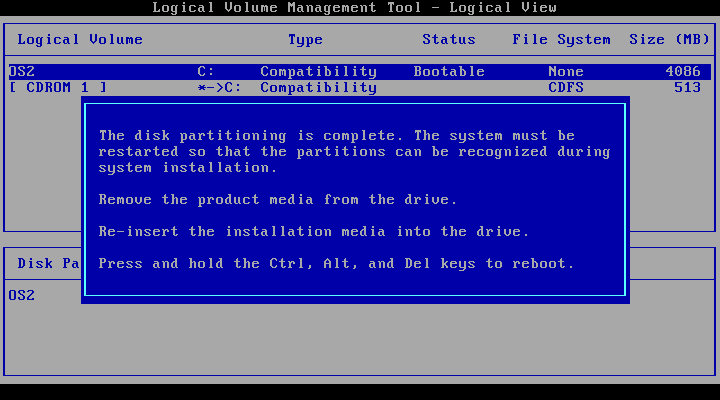 Logical Volume Management Tool - Logical View
Logical Volume Type Status File System Size (MB)
OS2 C: Compatibility Bootable None 4086
[ CDROM 1 ] *->C: Compatibility CDFS 513
The disk partitioning is complete. The system must be
restarted so that the partitions can be recognized during
system installation.
Remove the product media from the drive.
Re-insert the installation media into the drive.
Press and hold the Ctrl, Alt, and Del keys to reboot.
Disk Pa
OS2